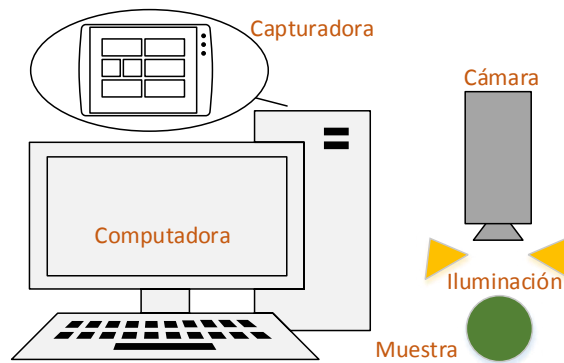 Capturadora
Cámara
Computadora
Iluminación
Muestra